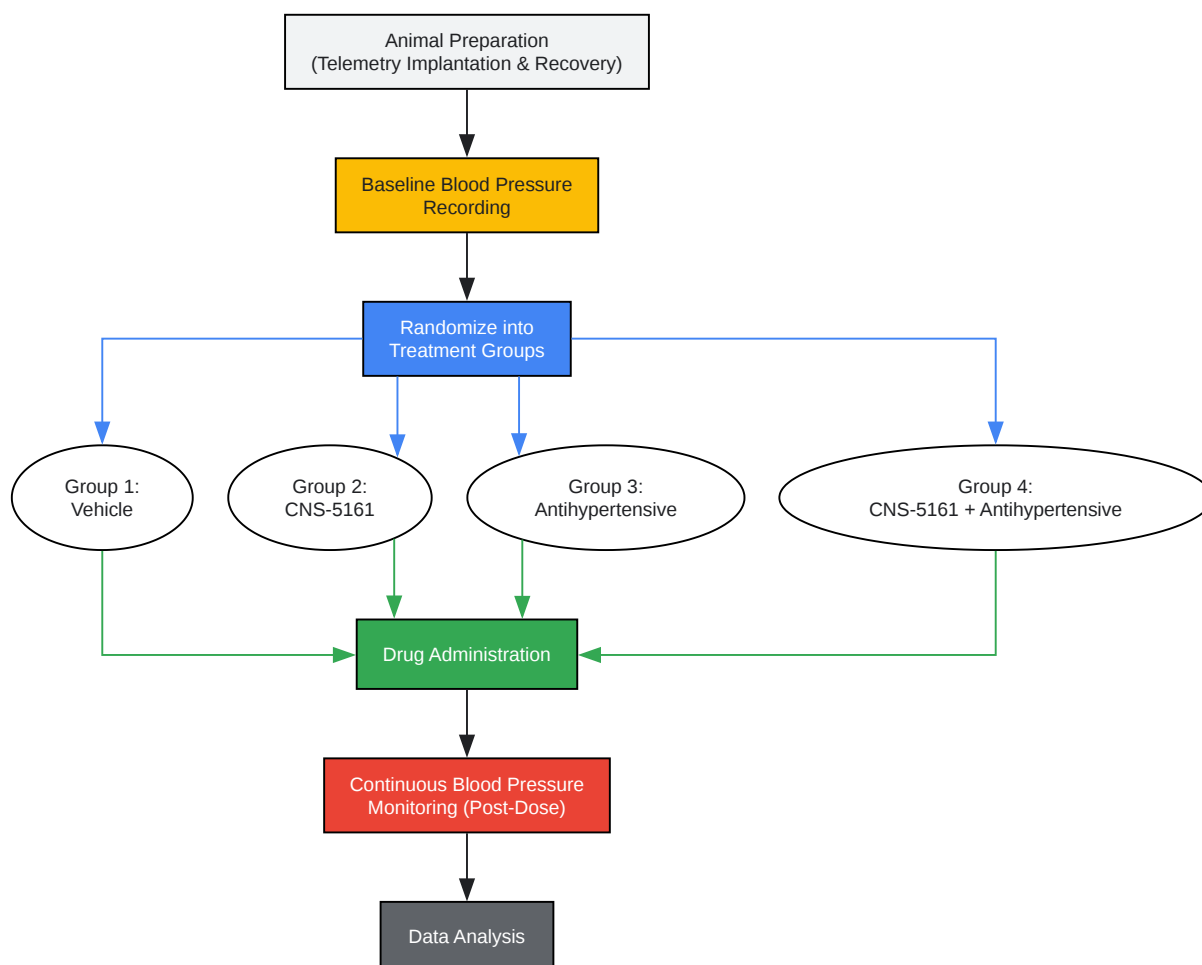 Animal Preparation
(Telemetry Implantation & Recovery)
Baseline Blood Pressure
Recording
Randomize into
Treatment Groups
Group 1:
Vehicle
Group 2:
CNS-5161
Group 3:
Antihypertensive
Group 4:
CNS-5161 + Antihypertensive
Drug Administration
Continuous Blood Pressure
Monitoring (Post-Dose)
Data Analysis